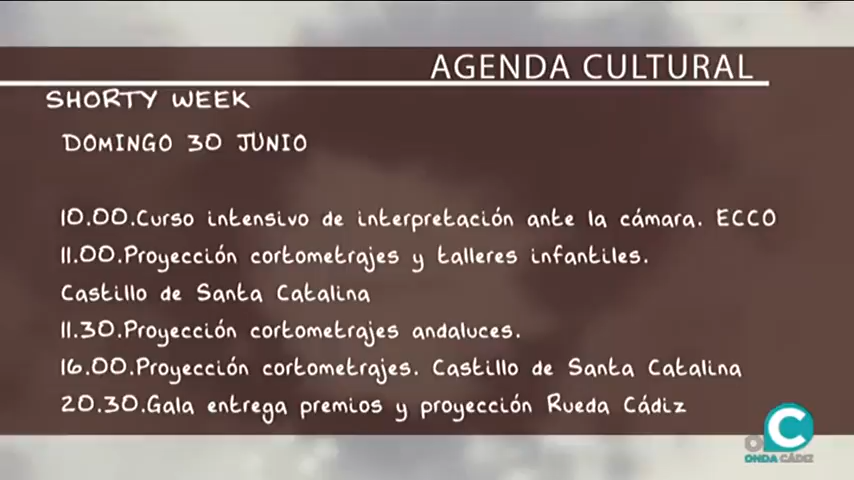 AGENDA CULTURAL
SHORTY WEEK
DOMINGO 30 JUNIO
10.00.Curso intensivo de interpretación ante la cámara. ECCO
11.00.Proyección cortometrajes y talleres infantiles.
Castillo de Santa Catalina
11.30.Proyección cortometrajes andaluces.
16.00.Proyección cortometrajes. Castillo de Santa Catalina
20.30.Gala entrega premios y proyección Rueda Cádiz
ONDA CÁDIZ